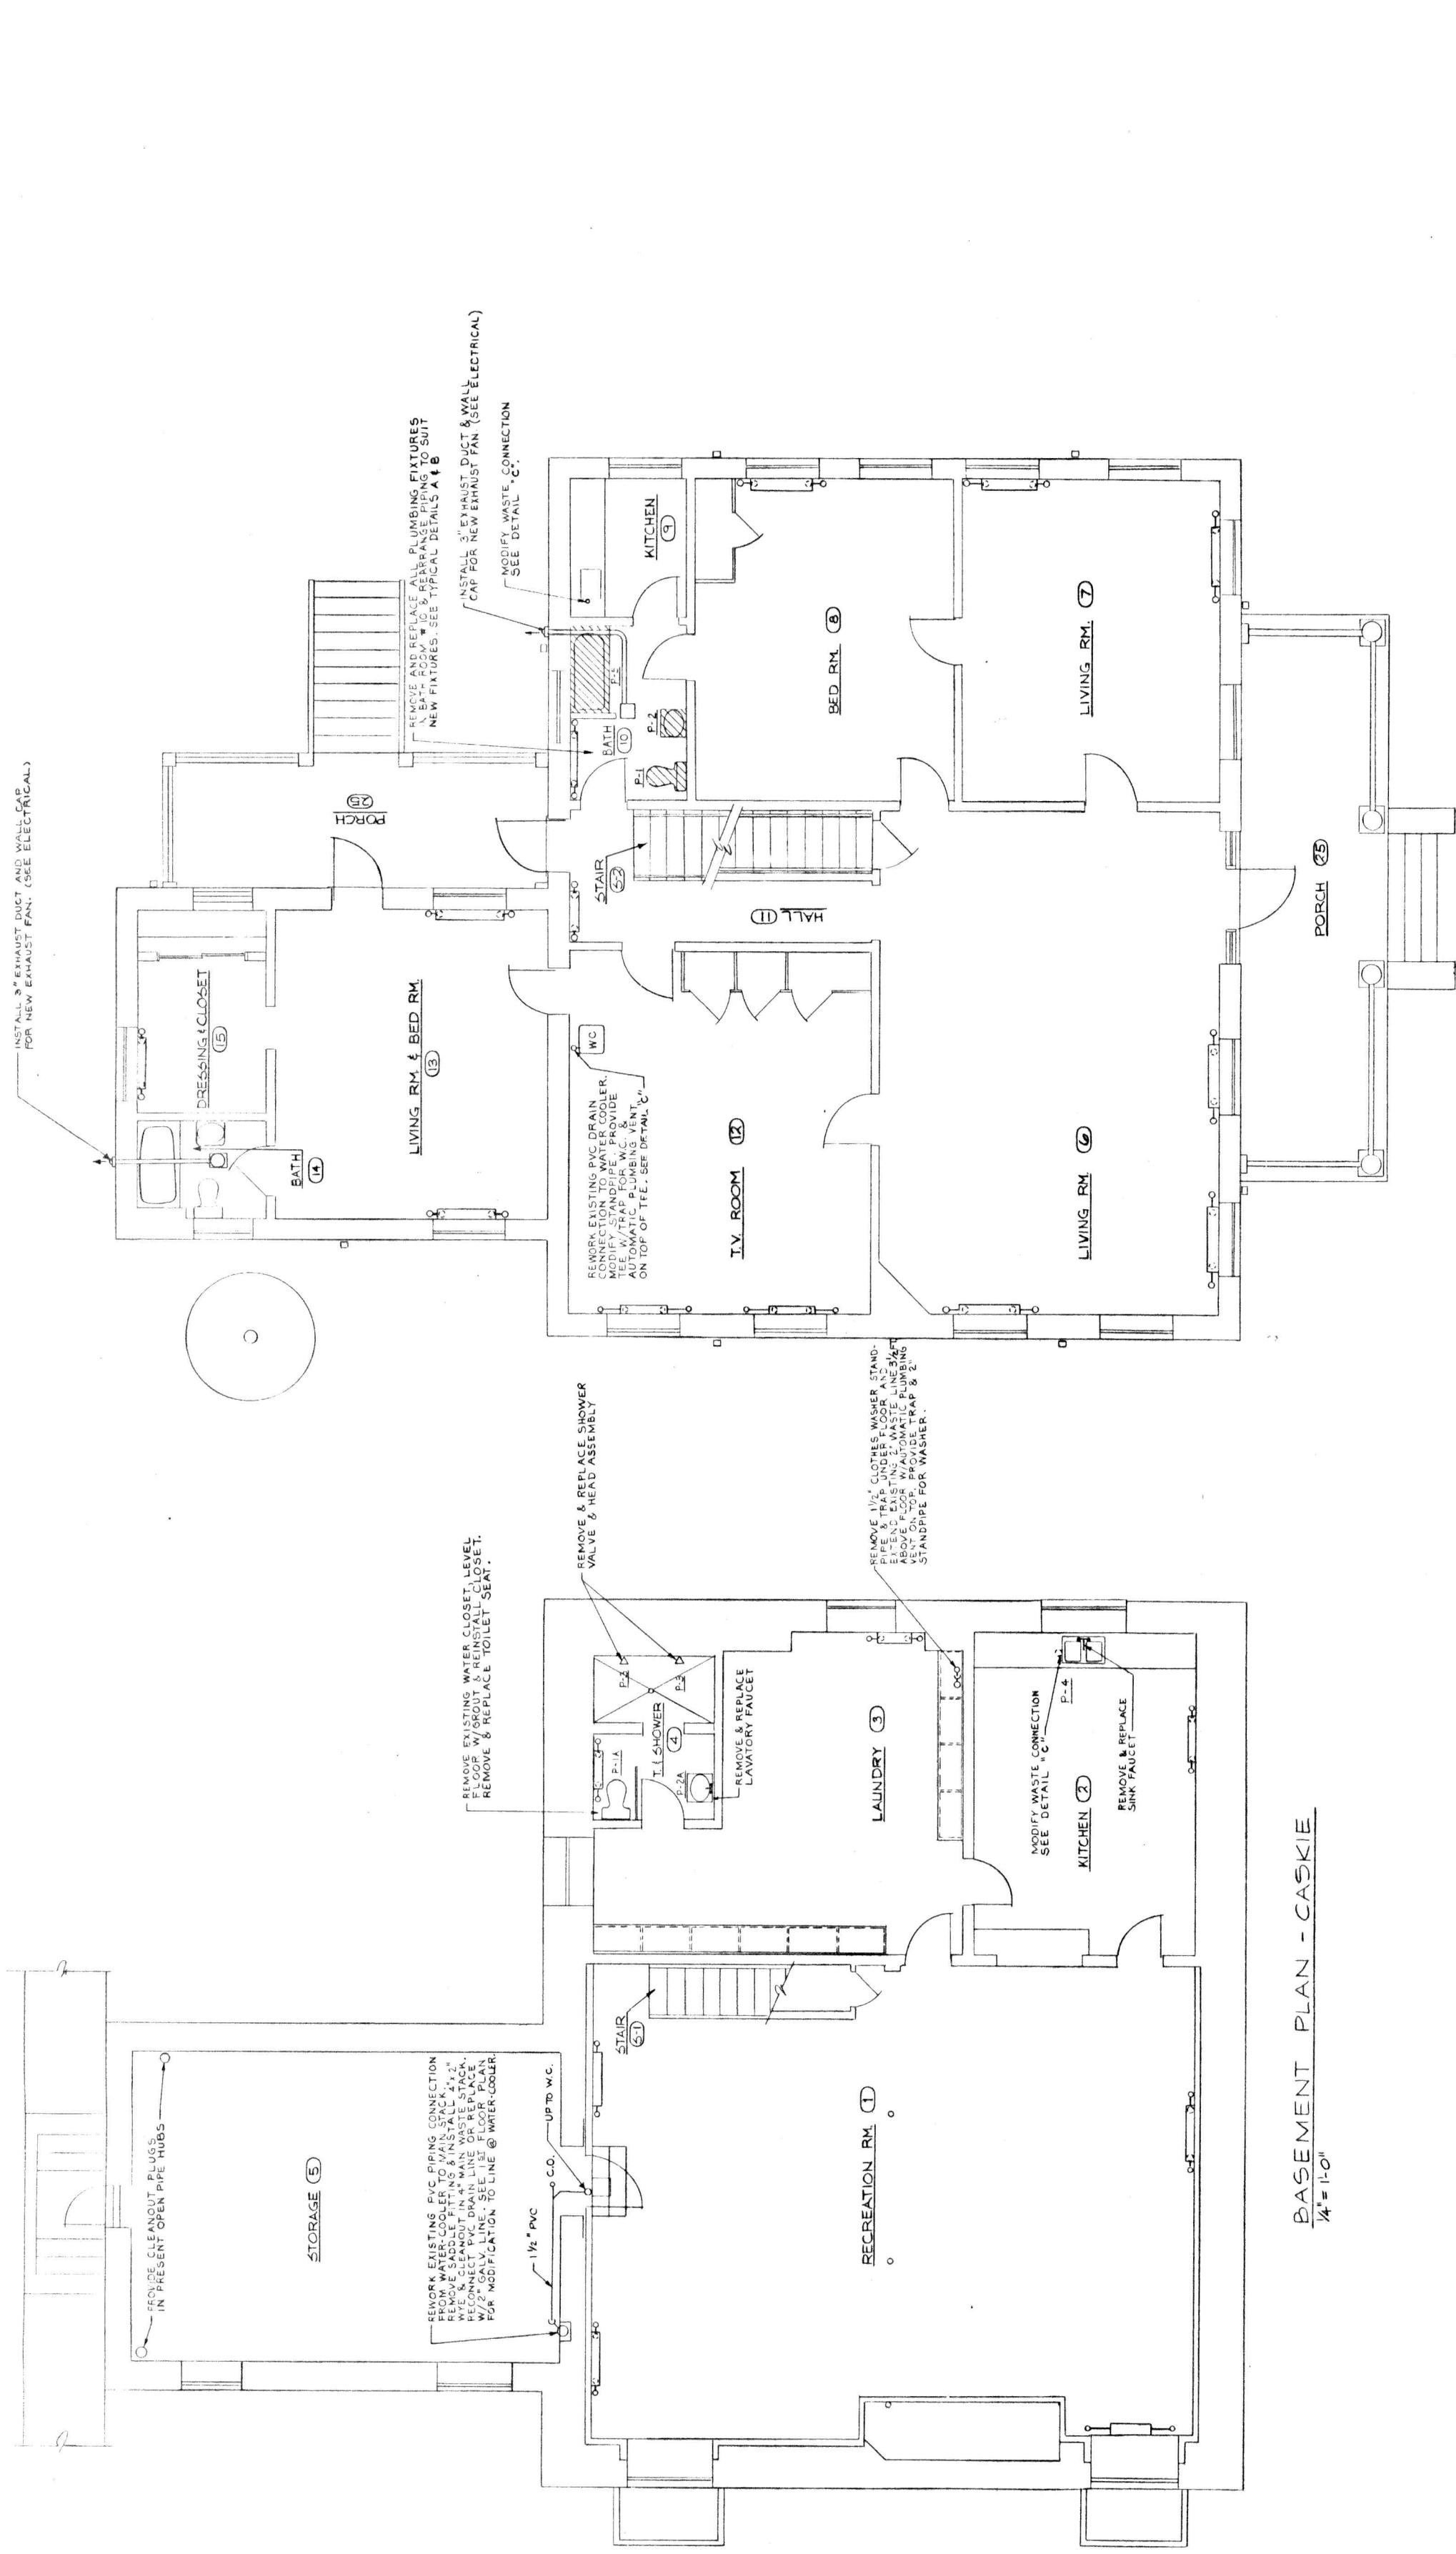 INSTALL 3" EXHAUST DUCT AND WALL CAP
FOR NEW EXHAUST FAN. (SEE ELECTRICAL)
REMOVE AND REPLACE ALL PLUMBING FIXTURES
BATH ROOM #10 & REARRANGE PIPING TO SUIT
NEW FIXTURES. SEE TYPICAL DETAILS A & B
INSTALL 3" EXHAUST DUCT & WALL
CAP FOR NEW EXHAUST FAN (SEE ELECTRICAL)
MODIFY WASTE CONNECTION
SEE DETAIL "C".
PORCH
25
DRESSING & CLOSET
15
BATH
14
LIVING RM. & BED RM.
13
KITCHEN
9
BATH
10
P-1
P-2
STAIR
S-2
HALL
11
BED RM.
8
LIVING RM.
7
WC
REWORK EXISTING PVC DRAIN
CONNECTION TO WATER COOLER.
MODIFY STANDPIPE. PROVIDE
TEE W/TRAP FOR W.C. &
AUTOMATIC PLUMBING VENT
ON TOP OF TEE. SEE DETAIL "C"
T.V. ROOM
12
LIVING RM.
6
PORCH
25
PROVIDE CLEANOUT PLUGS
IN PRESENT OPEN PIPE HUBS
STORAGE
5
REWORK EXISTING PVC PIPING CONNECTION
FROM WATER-COOLER TO MAIN STACK.
REMOVE SADDLE FITTING & INSTALL 4" x 2"
WYE & CLEANOUT IN 4" MAIN WASTE STACK.
RECONNECT PVC DRAIN LINE OR REPLACE
W/2" GALV. LINE. SEE 1ST FLOOR PLAN
FOR MODIFICATION TO LINE @ WATER-COOLER.
1 1/2" PVC
C.O.
UP TO W.C.
STAIR
S-1
RECREATION RM.
1
REMOVE EXISTING WATER CLOSET, LEVEL
FLOOR W/GROUT & REINSTALL CLOSET.
REMOVE & REPLACE TOILET SEAT.
REMOVE & REPLACE SHOWER
VALVE & HEAD ASSEMBLY
P-1A
P-2A
P-3
T. & SHOWER
4
REMOVE & REPLACE
LAVATORY FAUCET
REMOVE 1 1/2" CLOTHES WASHER STAND-
PIPE & TRAP UNDER FLOOR AND
EXTEND EXISTING 2" WASTE LINE 3 1/2 FT
ABOVE FLOOR W/AUTOMATIC PLUMBING
VENT ON TOP. PROVIDE TRAP & 2"
STANDPIPE FOR WASHER.
LAUNDRY
3
MODIFY WASTE CONNECTION
SEE DETAIL "C"
P-4
KITCHEN
2
REMOVE & REPLACE
SINK FAUCET
BASEMENT PLAN - CASKIE
1/4" = 1'-0"